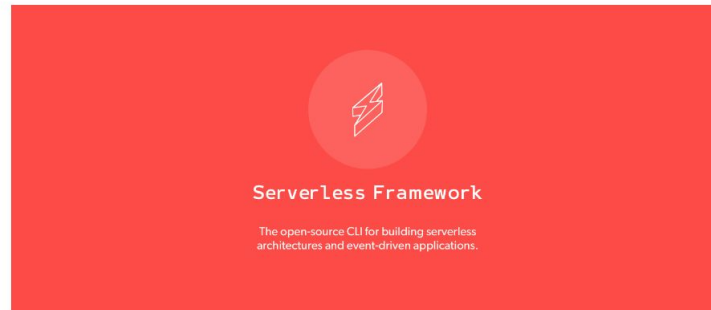 Serverless Framework
The open-source CLI for building serverless
architectures and event-driven applications.